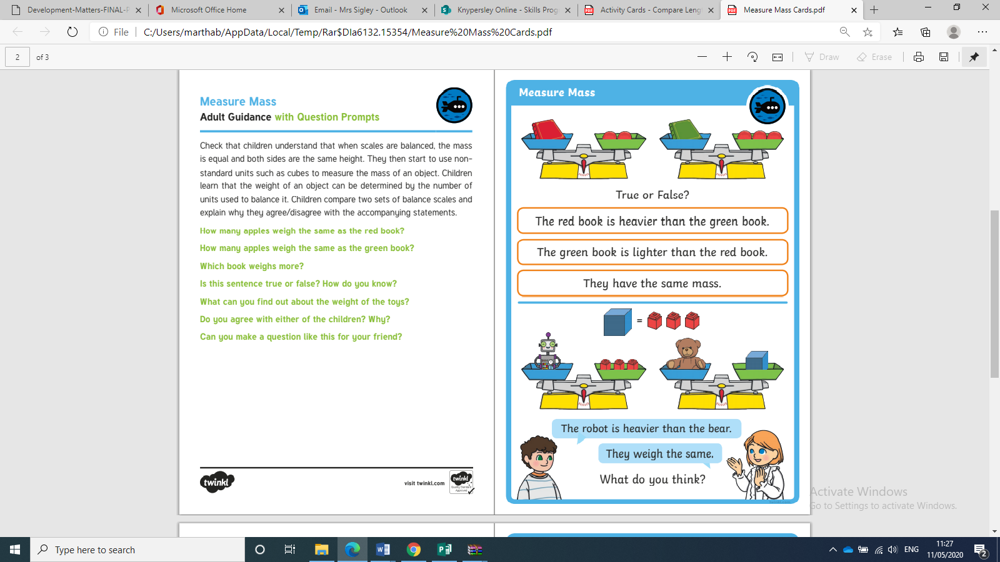 Development-Matters-FINAL-P
Microsoft Office Home
Email - Mrs Sigley - Outlook
Knypersley Online - Skills Prog
Activity Cards - Compare Leng
Measure Mass Cards.pdf
File
C:/Users/marthab/AppData/Local/Temp/Rar$DIa6132.15354/Measure%20Mass%20Cards.pdf
2 of 3
Draw
Erase
Measure Mass
Adult Guidance with Question Prompts
Check that children understand that when scales are balanced, the mass
is equal and both sides are the same height. They then start to use non-
standard units such as cubes to measure the mass of an object. Children
learn that the weight of an object can be determined by the number of
units used to balance it. Children compare two sets of balance scales and
explain why they agree/disagree with the accompanying statements.
How many apples weigh the same as the red book?
How many apples weigh the same as the green book?
Which book weighs more?
Is this sentence true or false? How do you know?
What can you find out about the weight of the toys?
Do you agree with either of the children? Why?
Can you make a question like this for your friend?
twinkl
visit twinkl.com
twinkl
Quality Standard
Approved
Measure Mass
True or False?
The red book is heavier than the green book.
The green book is lighter than the red book.
They have the same mass.
=
The robot is heavier than the bear.
They weigh the same.
What do you think?
Activate Windows
Go to Settings to activate Windows.
Type here to search
ENG
11:27
11/05/2020
2